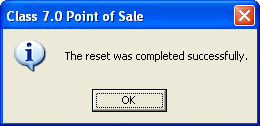 Class 7.0 Point of Sale
The reset was completed successfully.
OK